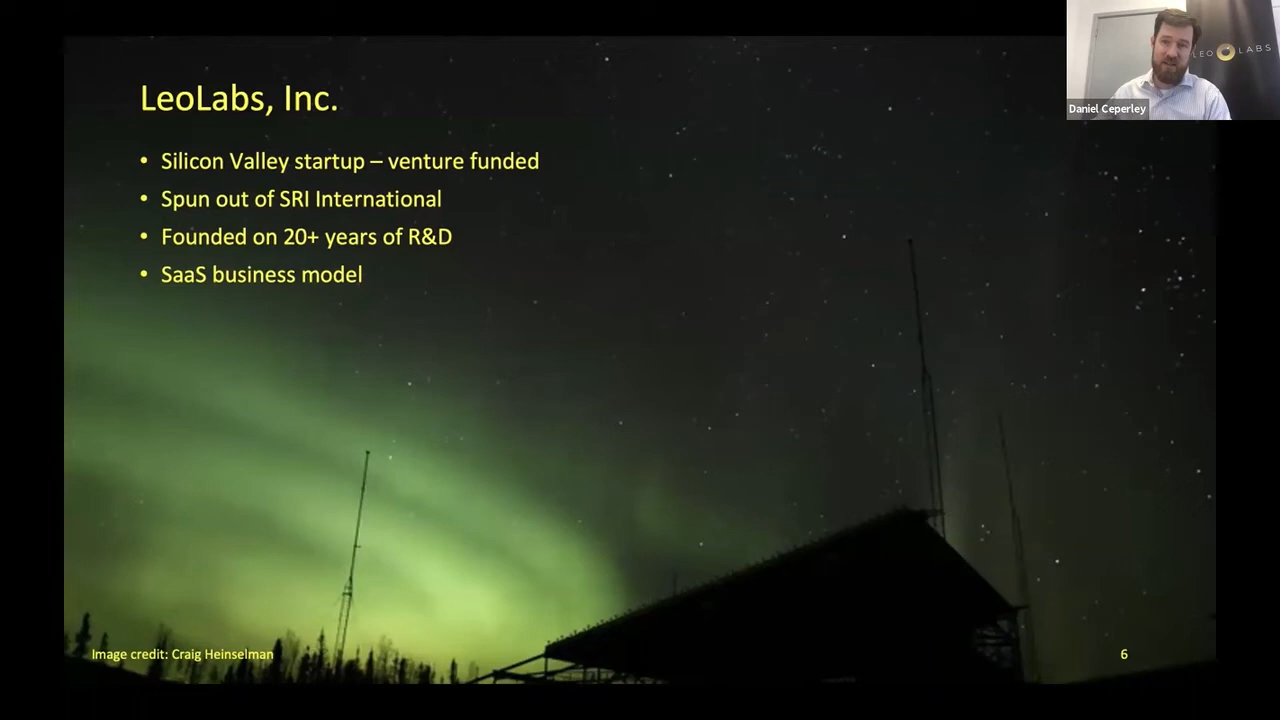 LeoLabs, Inc.
• Silicon Valley startup – venture funded
• Spun out of SRI International
• Founded on 20+ years of R&D
• SaaS business model
LEO LABS
Daniel Ceperley
Image credit: Craig Heinselman
6